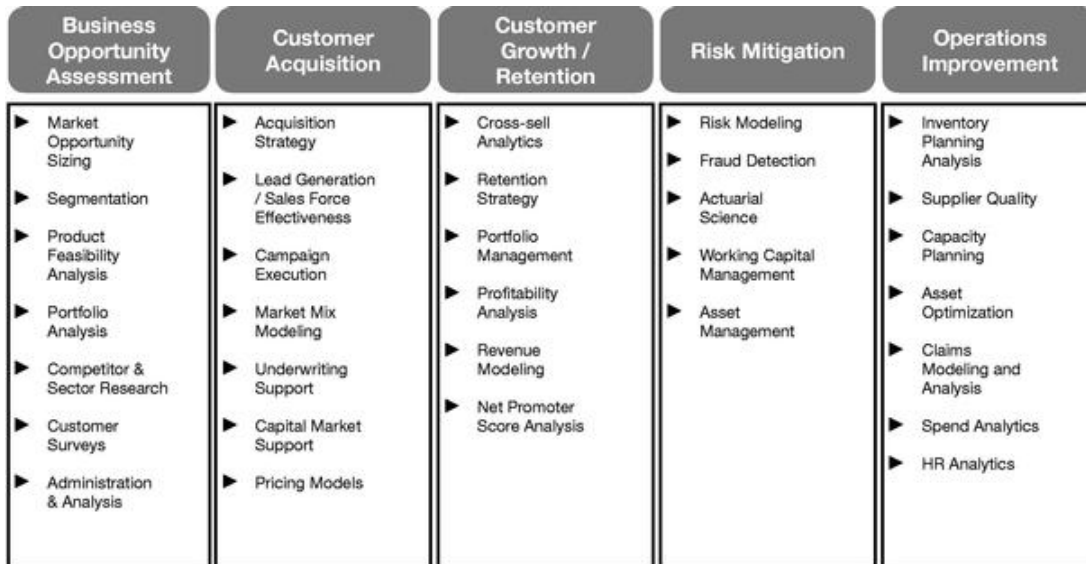 Business
Opportunity
Assessment
Market
Opportunity
Sizing
Segmentation
Product
Feasibility
Analysis
Portfolio
Analysis
Competitor &
Sector Research
Customer
Surveys
Administration
& Analysis
Customer
Acquisition
Acquisition
Strategy
Lead Generation
/ Sales Force
Effectiveness
Campaign
Execution
Market Mix
Modeling
Underwriting
Support
Capital Market
Support
Pricing Models
Customer
Growth /
Retention
Cross-sell
Analytics
Retention
Strategy
Portfolio
Management
Profitability
Analysis
Revenue
Modeling
Net Promoter
Score Analysis
Risk Mitigation
Risk Modeling
Fraud Detection
Actuarial
Science
Working Capital
Management
Asset
Management
Operations
Improvement
Inventory
Planning
Analysis
Supplier Quality
Capacity
Planning
Asset
Optimization
Claims
Modeling and
Analysis
Spend Analytics
HR Analytics